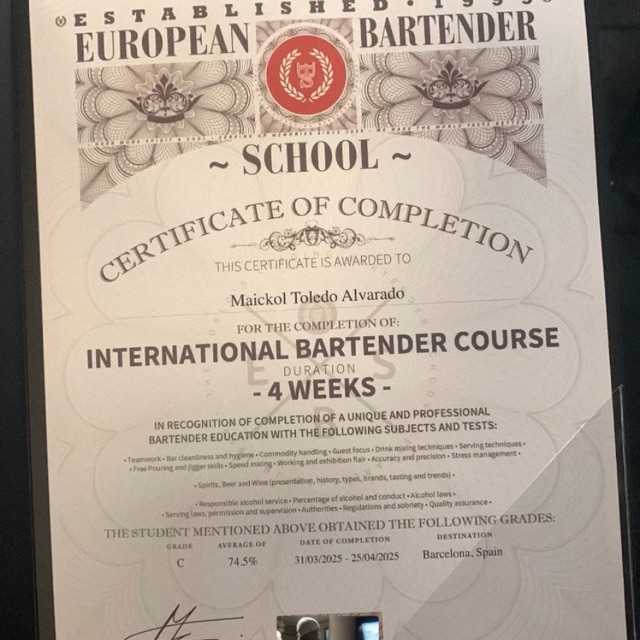 ESTABLISHED • 1999
EUROPEAN BARTENDER
~ SCHOOL ~
CERTIFICATE OF COMPLETION
THIS CERTIFICATE IS AWARDED TO
Maickol Toledo Alvarado
FOR THE COMPLETION OF:
INTERNATIONAL BARTENDER COURSE
DURATION
- 4 WEEKS -
IN RECOGNITION OF COMPLETION OF A UNIQUE AND PROFESSIONAL
BARTENDER EDUCATION WITH THE FOLLOWING SUBJECTS AND TESTS:
• Teamwork • Bar cleanliness and hygiene • Commodity handling • Guest focus • Drink mixing techniques • Serving techniques •
• Free Pouring and jigger skills • Speed mixing • Working and exhibition flair • Accuracy and precision • Stress management •
• Spirits, Beer and Wine (presentation, history, types, brands, tasting and trends) •
• Responsible alcohol service • Percentage of alcohol and conduct • Alcohol laws •
• Serving laws, permission and supervision • Authorities • Regulations and sobriety • Quality assurance •
THE STUDENT MENTIONED ABOVE OBTAINED THE FOLLOWING GRADES:
GRADE AVERAGE OF DATE OF COMPLETION DESTINATION
C 74.5% 31/03/2025 - 25/04/2025 Barcelona, Spain